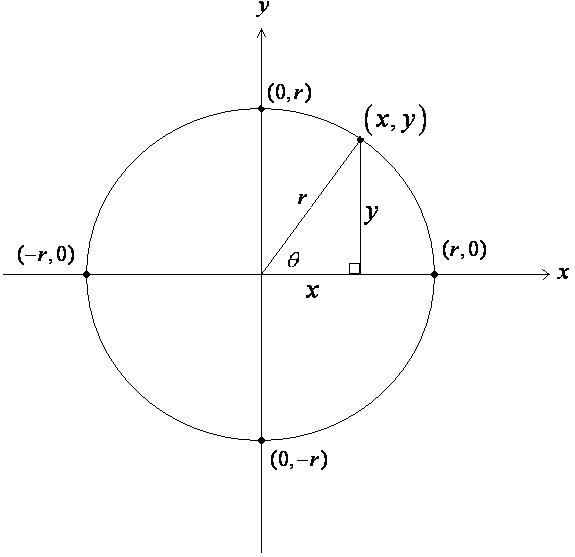 y
(0, r)
(x, y)
r
y
(-r, 0)
θ
(r, 0)
x
x
(0, -r)